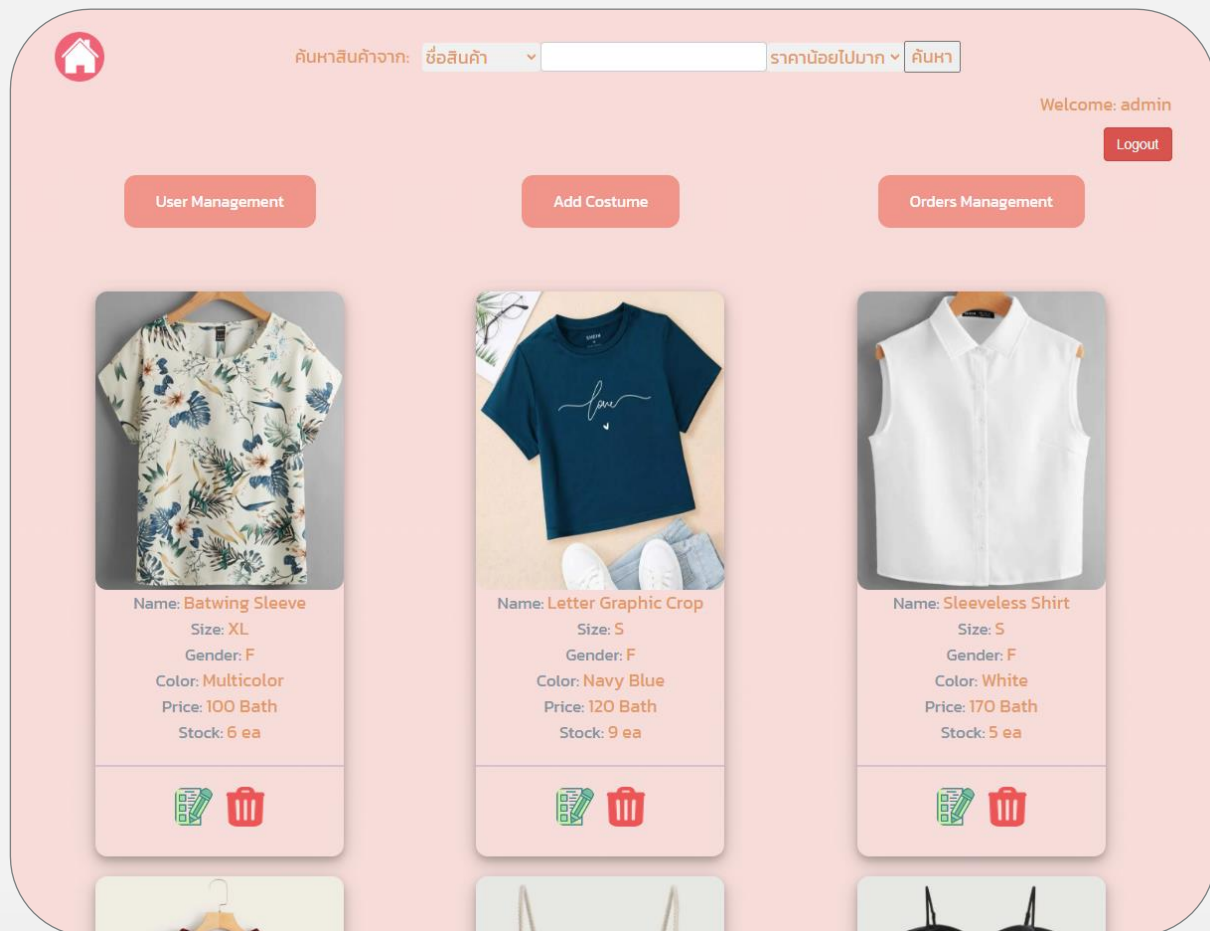 ค้นหาสินค้าจาก: ชื่อสินค้า ราคาน้อยไปมาก ค้นหา
Welcome: admin
Logout
User Management Add Costume Orders Management
SHEIN
love
Name: Batwing Sleeve
Size: XL
Gender: F
Color: Multicolor
Price: 100 Bath
Stock: 6 ea
Name: Letter Graphic Crop
Size: S
Gender: F
Color: Navy Blue
Price: 120 Bath
Stock: 9 ea
Name: Sleeveless Shirt
Size: S
Gender: F
Color: White
Price: 170 Bath
Stock: 5 ea